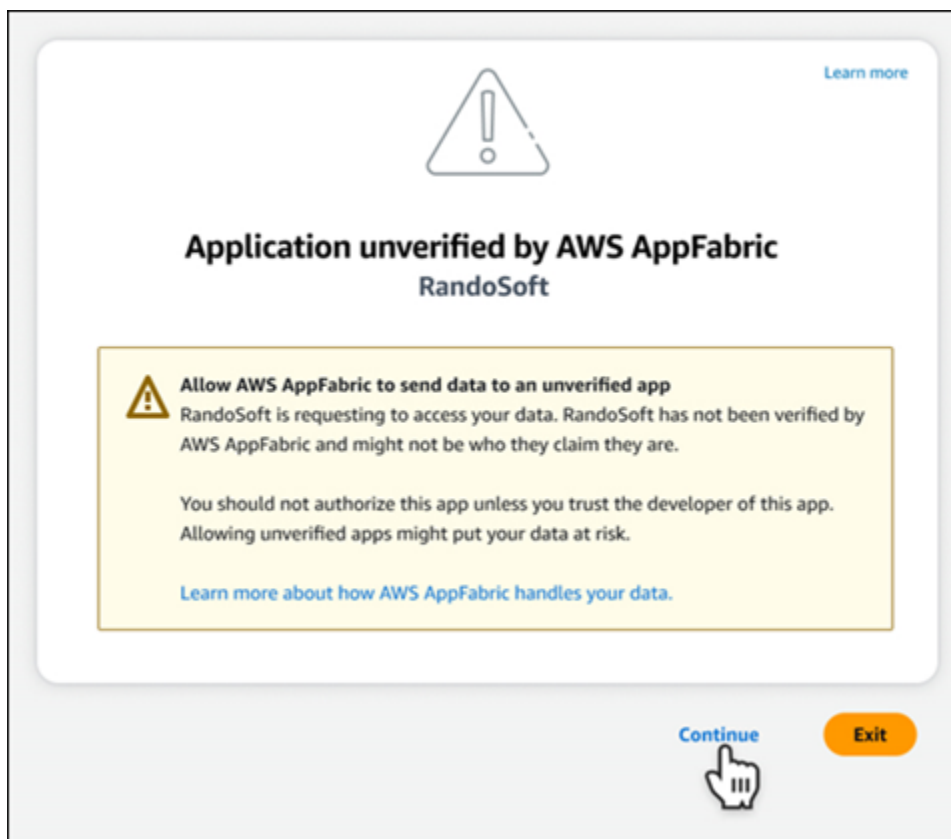 Learn more
Application unverified by AWS AppFabric
RandoSoft
Allow AWS AppFabric to send data to an unverified app
RandoSoft is requesting to access your data. RandoSoft has not been verified by
AWS AppFabric and might not be who they claim they are.
You should not authorize this app unless you trust the developer of this app.
Allowing unverified apps might put your data at risk.
Learn more about how AWS AppFabric handles your data.
Continue
Exit